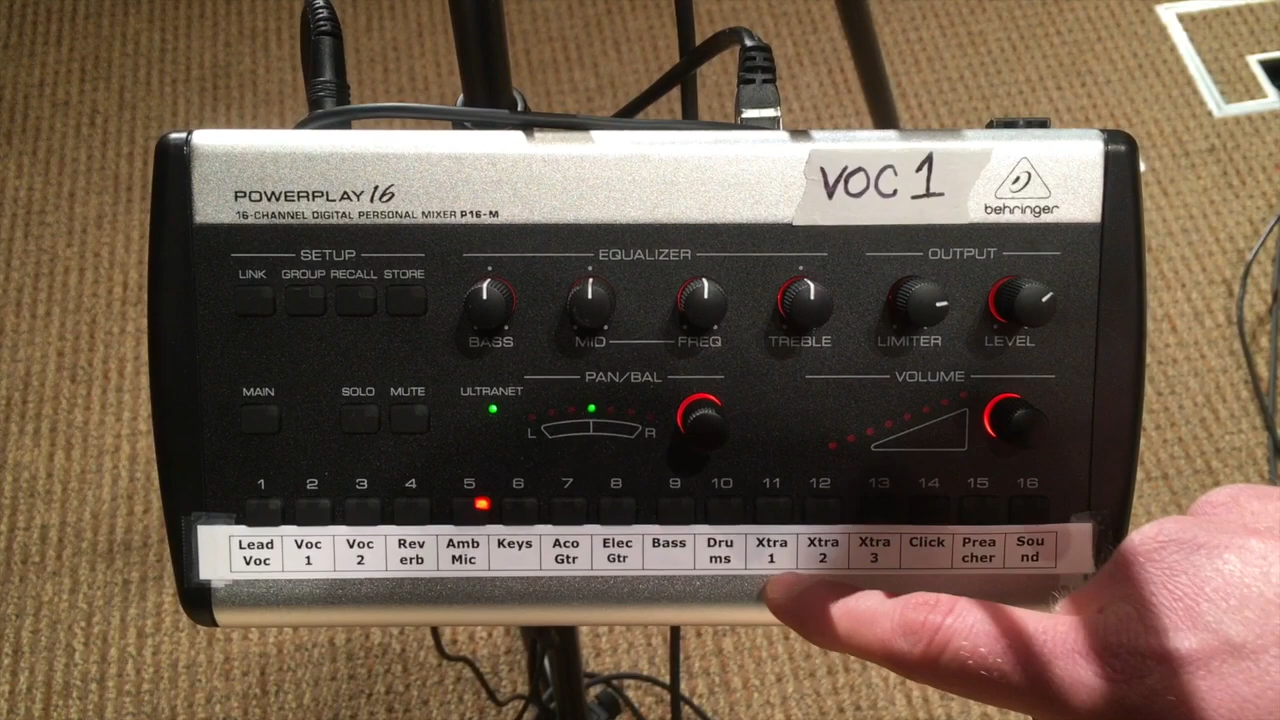 POWERPLAY 16
16-CHANNEL DIGITAL PERSONAL MIXER P16-M
VOC 1
behringer
SETUP EQUALIZER OUTPUT
LINK GROUP RECALL STORE
BASS MID FREQ TREBLE LIMITER LEVEL
PAN/BAL VOLUME
MAIN SOLO MUTE ULTRANET
L R
1 2 3 4 5 6 7 8 9 10 11 12 13 14 15 16
Lead Voc Voc Rev Amb Keys Aco Elec Bass Dru Xtra Xtra Xtra Click Prea Sou
Voc 1 2 erb Mic Gtr Gtr ms 1 2 3 cher nd